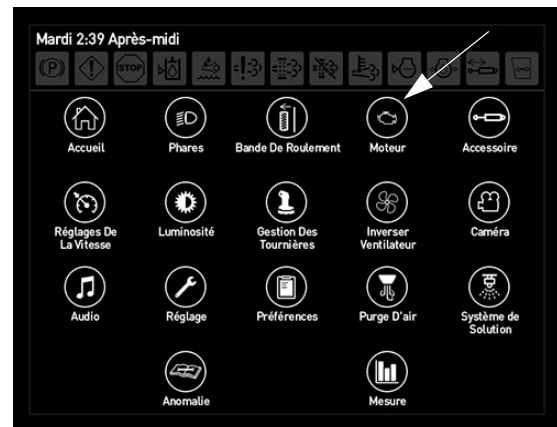 Mardi 2:39 Après-midi
STOP
Accueil
Phares
Bande De Roulement
Moteur
Accessoire
Réglages De
La Vitesse
Luminosité
Gestion Des
Tournières
Inverser
Ventilateur
Caméra
Audio
Réglage
Préférences
Purge D'air
Système de
Solution
Anomalie
Mesure